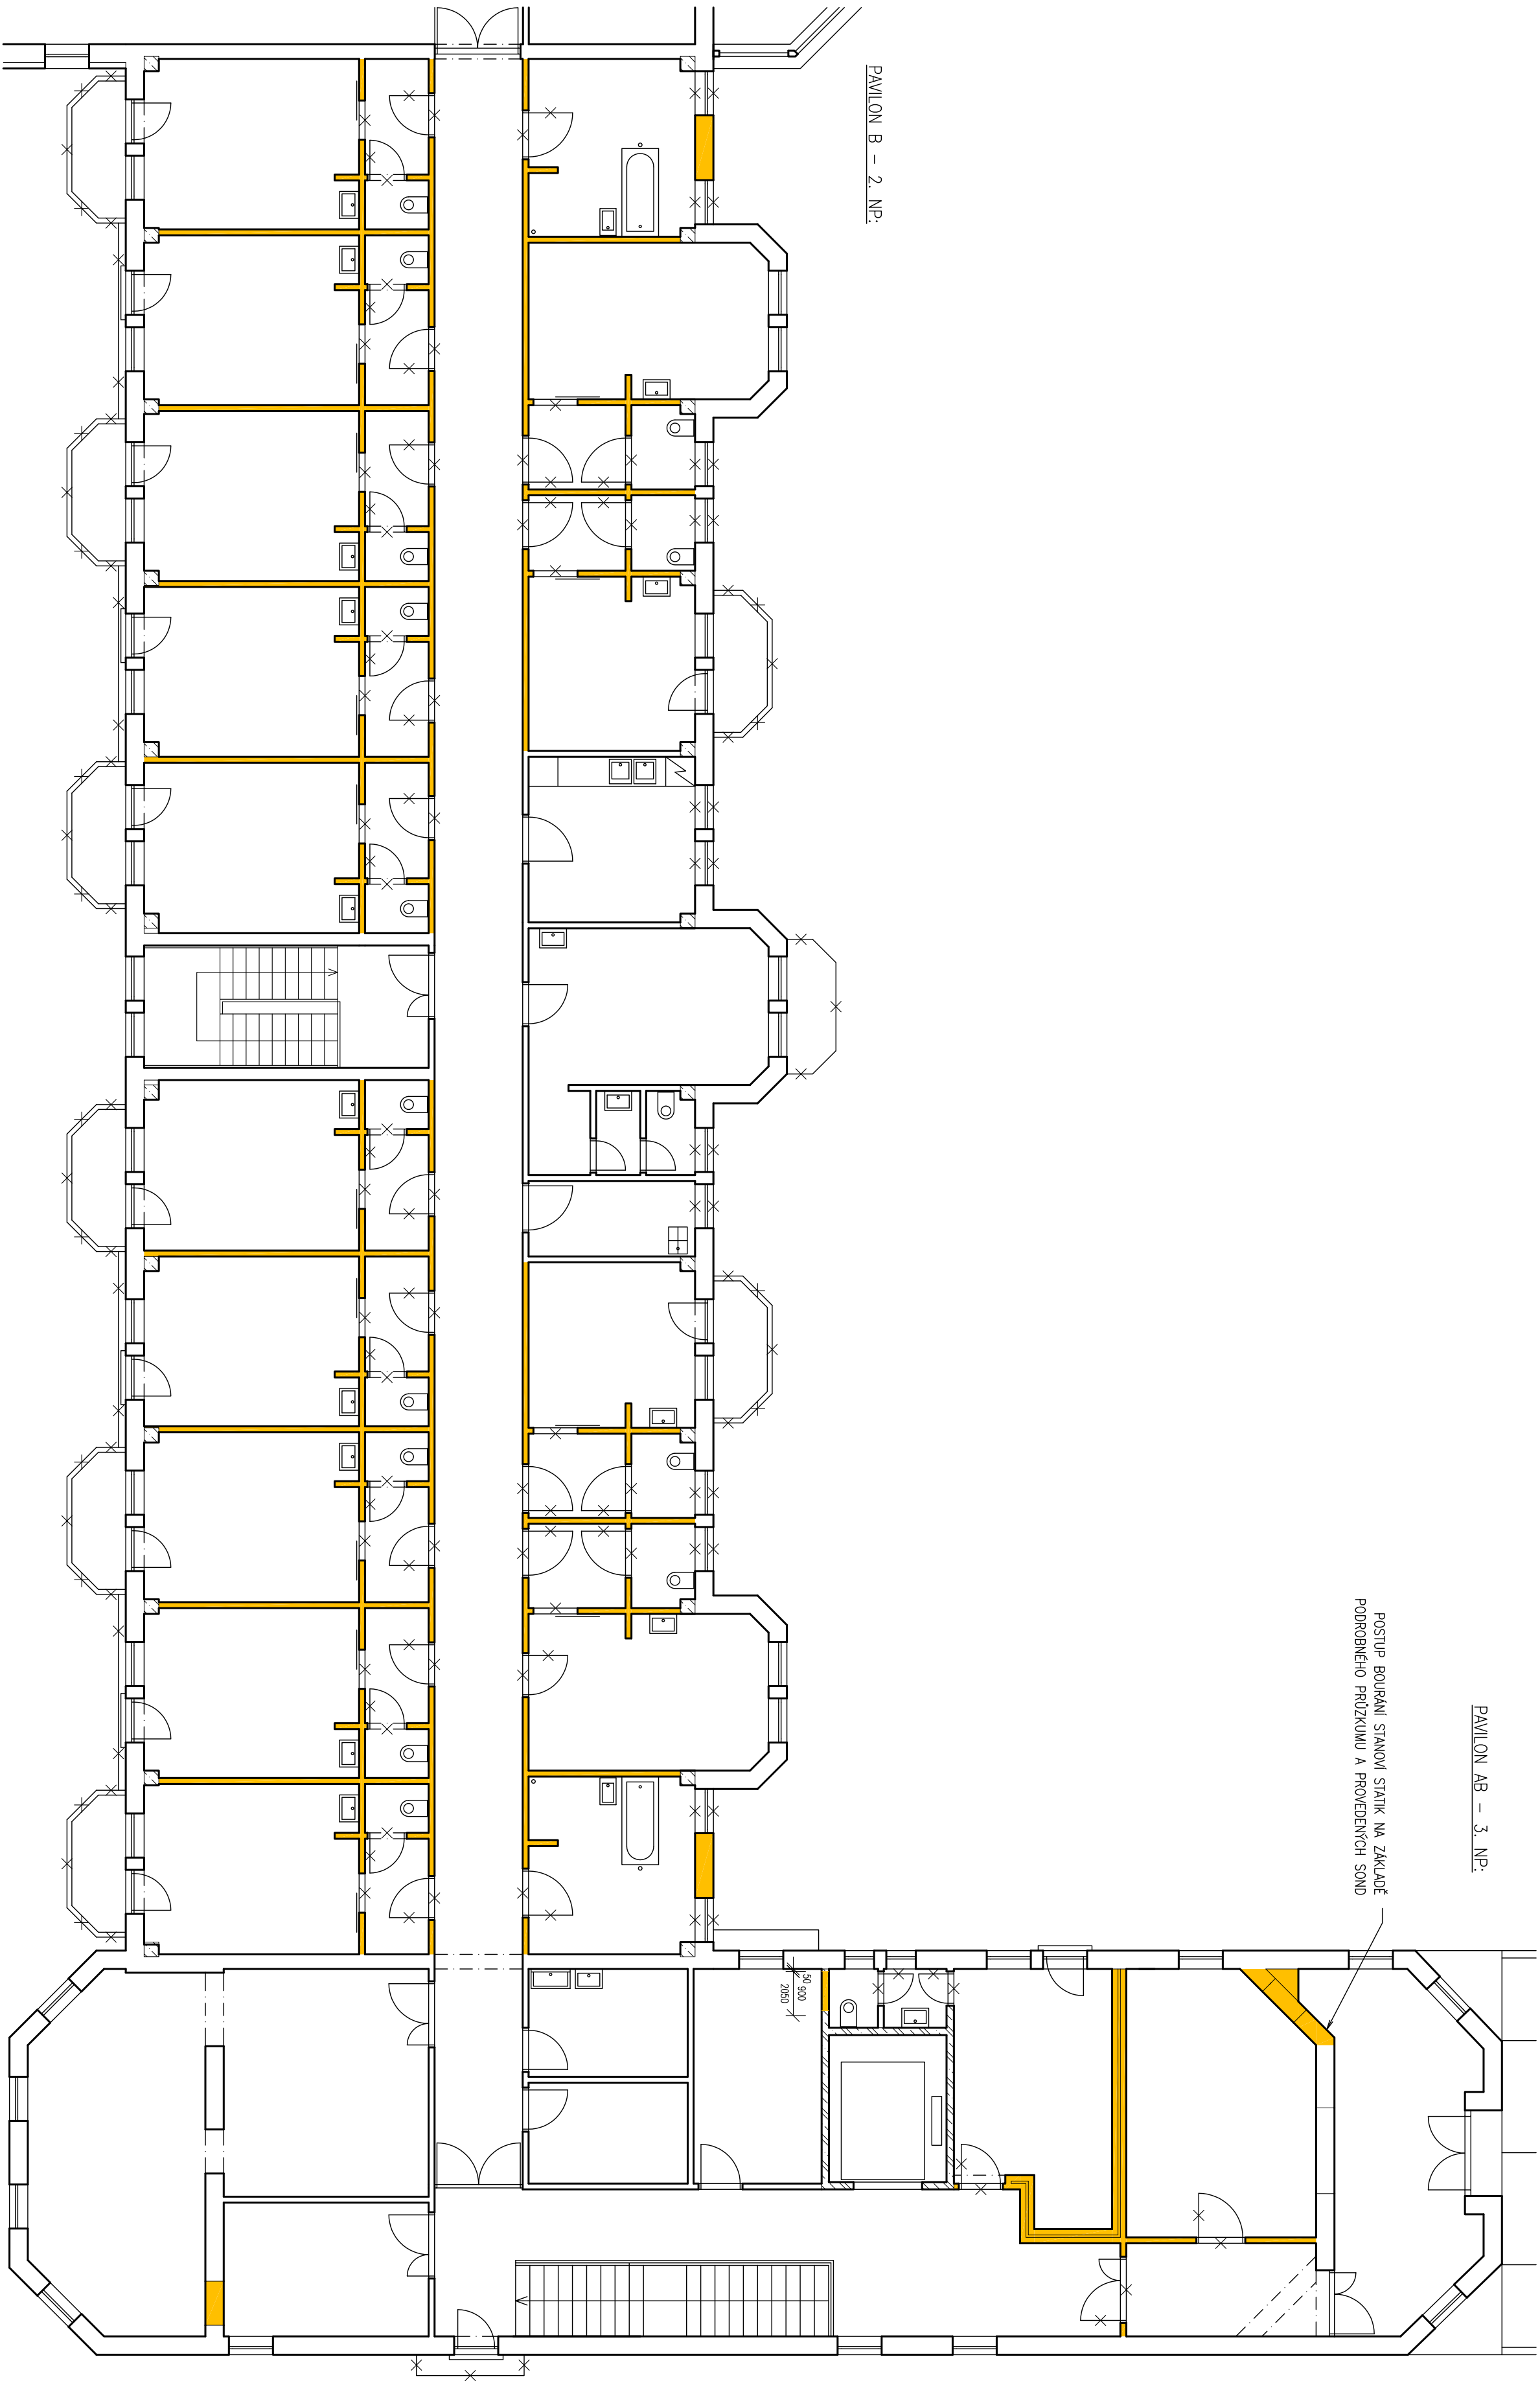 PAVILON B - 2. NP:
PAVILON AB - 3. NP:
POSTUP BOURÁNÍ STANOVÍ STATIK NA ZÁKLADĚ
PODROBNÉHO PRŮZKUMU A PROVEDENÝCH SOND
50 900
2050